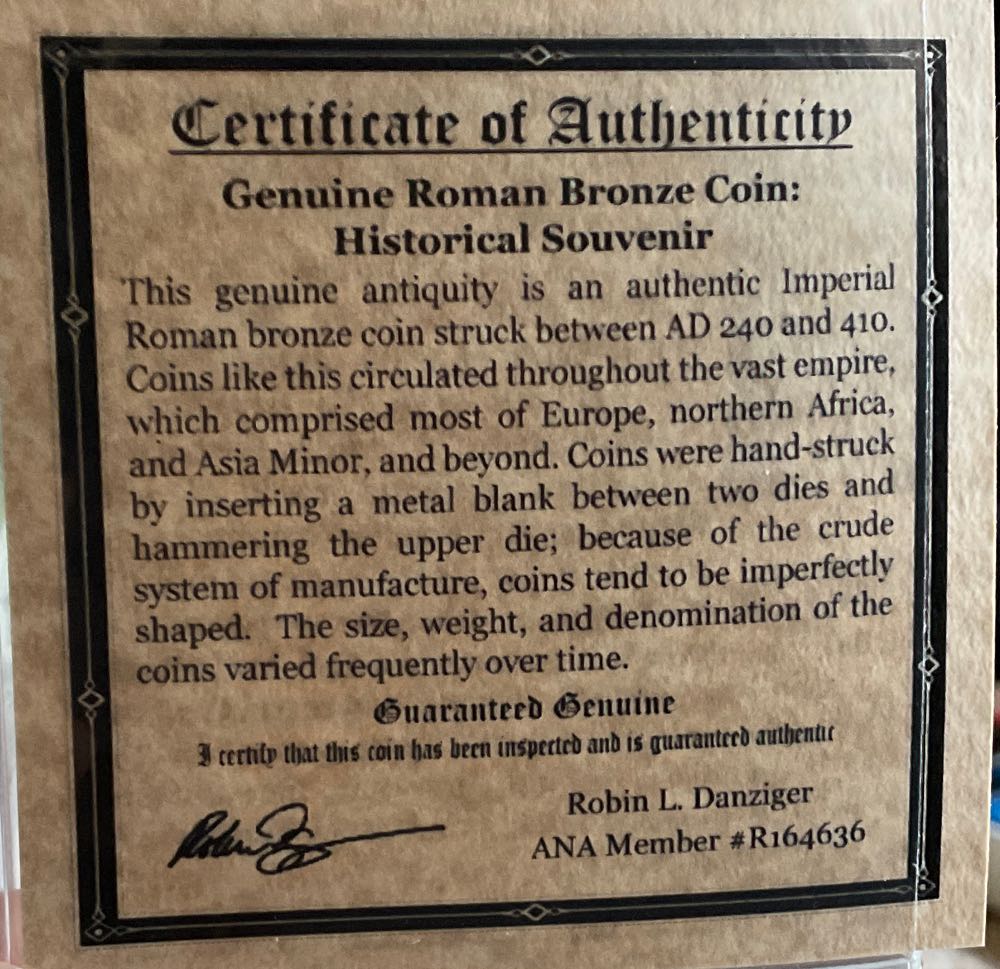 Certificate of Authenticity
Genuine Roman Bronze Coin:
Historical Souvenir
This genuine antiquity is an authentic Imperial
Roman bronze coin struck between AD 240 and 410.
Coins like this circulated throughout the vast empire,
which comprised most of Europe, northern Africa,
and Asia Minor, and beyond. Coins were hand-struck
by inserting a metal blank between two dies and
hammering the upper die; because of the crude
system of manufacture, coins tend to be imperfectly
shaped. The size, weight, and denomination of the
coins varied frequently over time.
Guaranteed Genuine
I certify that this coin has been inspected and is guaranteed authentic
Robin L. Danziger
ANA Member #R164636